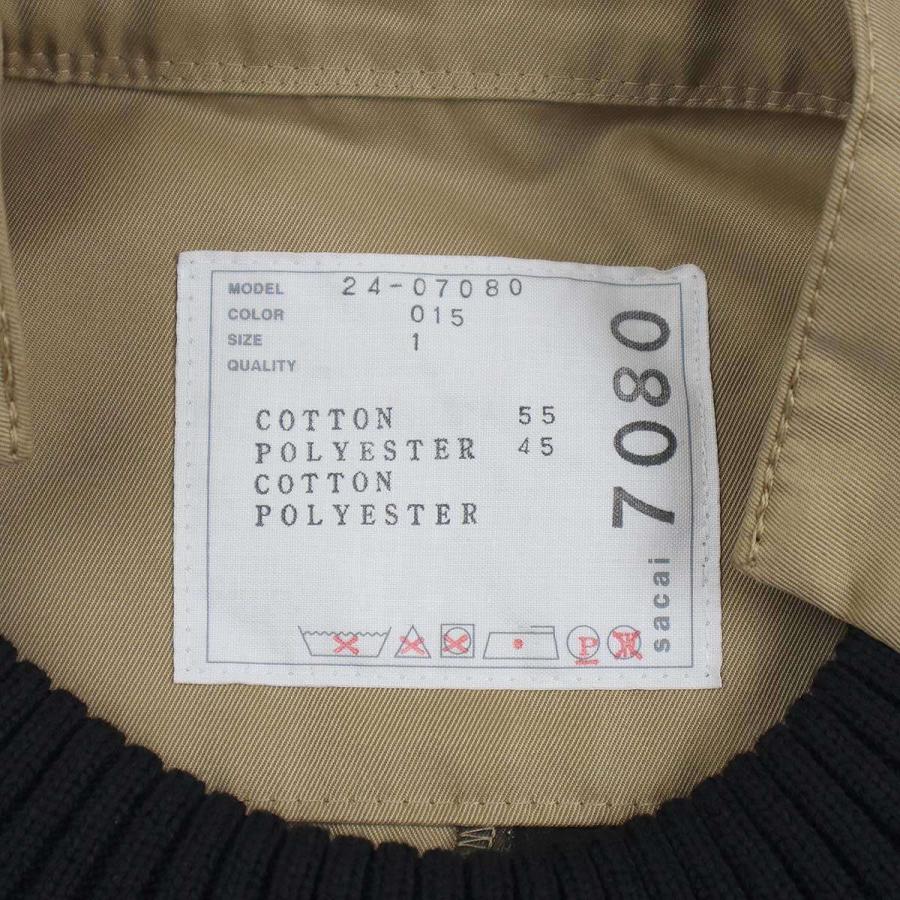 MODEL 24-07080
COLOR 015
SIZE 1
QUALITY
COTTON 55
POLYESTER 45
COTTON
POLYESTER
sacai 7080
P
W